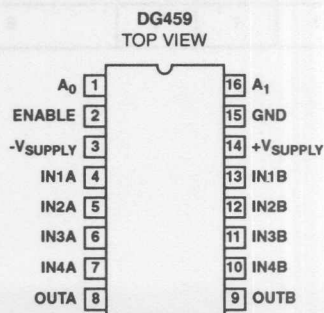 DG459
TOP VIEW
A0 1 16 A1
ENABLE 2 15 GND
-VSUPPLY 3 14 +VSUPPLY
IN1A 4 13 IN1B
IN2A 5 12 IN2B
IN3A 6 11 IN3B
IN4A 7 10 IN4B
OUTA 8 9 OUTB